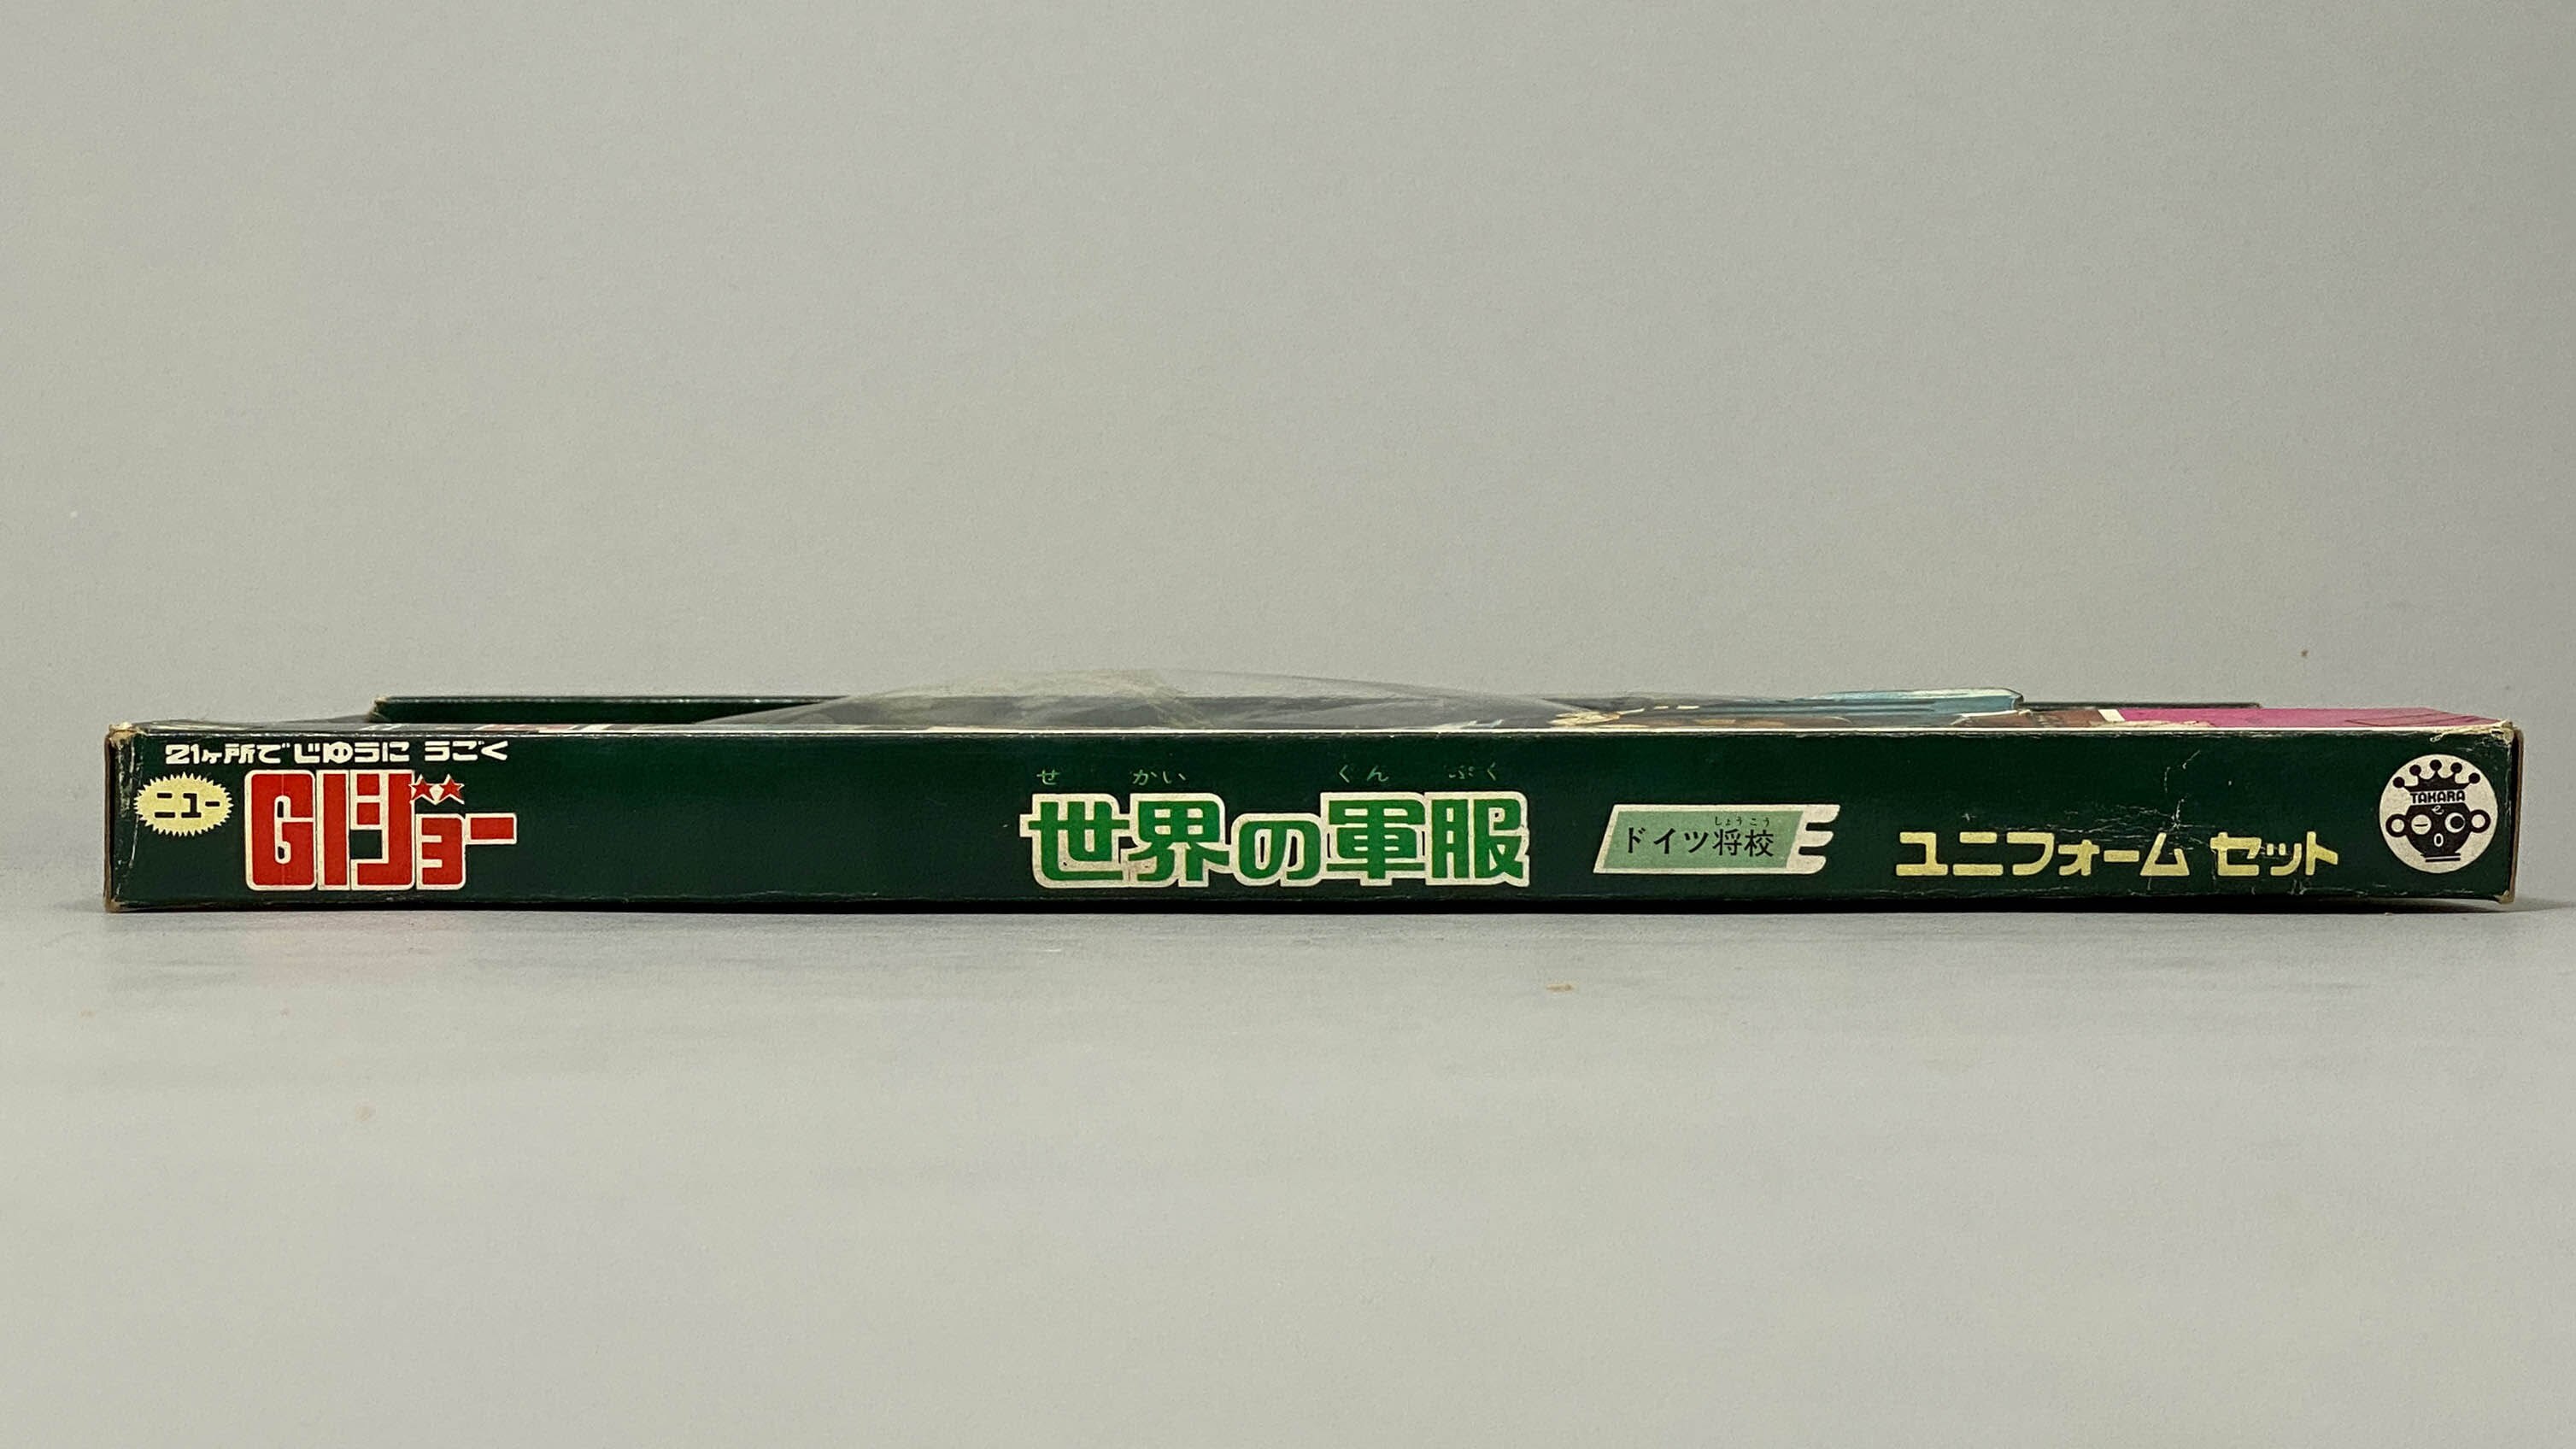 21ヶ所で じゆうに うごく
ニュー
GIジョー
せ かい ぐん ぷく
世界の軍服
しょうこう
ドイツ将校
ユニフォーム セット
TAKARA